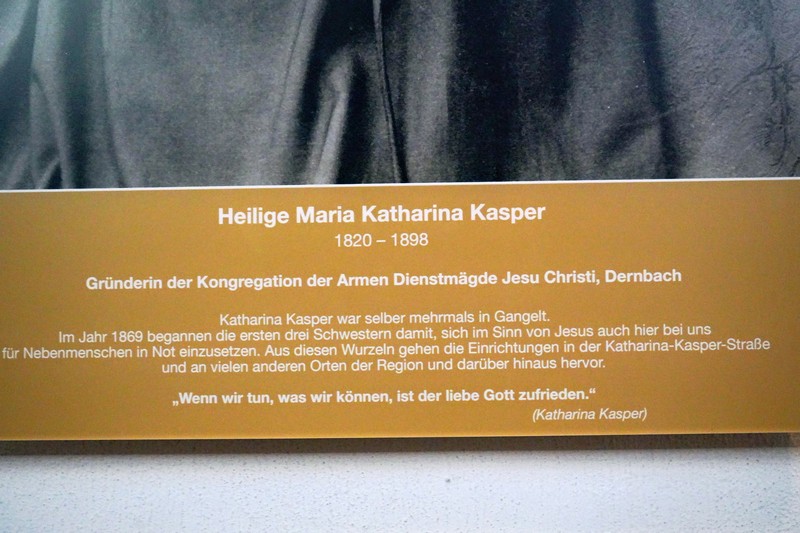 Heilige Maria Katharina Kasper
1820 – 1898
Gründerin der Kongregation der Armen Dienstmägde Jesu Christi, Dernbach
Katharina Kasper war selber mehrmals in Gangelt.
Im Jahr 1869 begannen die ersten drei Schwestern damit, sich im Sinn von Jesus auch hier bei uns
für Nebenmenschen in Not einzusetzen. Aus diesen Wurzeln gehen die Einrichtungen in der Katharina-Kasper-Straße
und an vielen anderen Orten der Region und darüber hinaus hervor.
„Wenn wir tun, was wir können, ist der liebe Gott zufrieden.“
(Katharina Kasper)